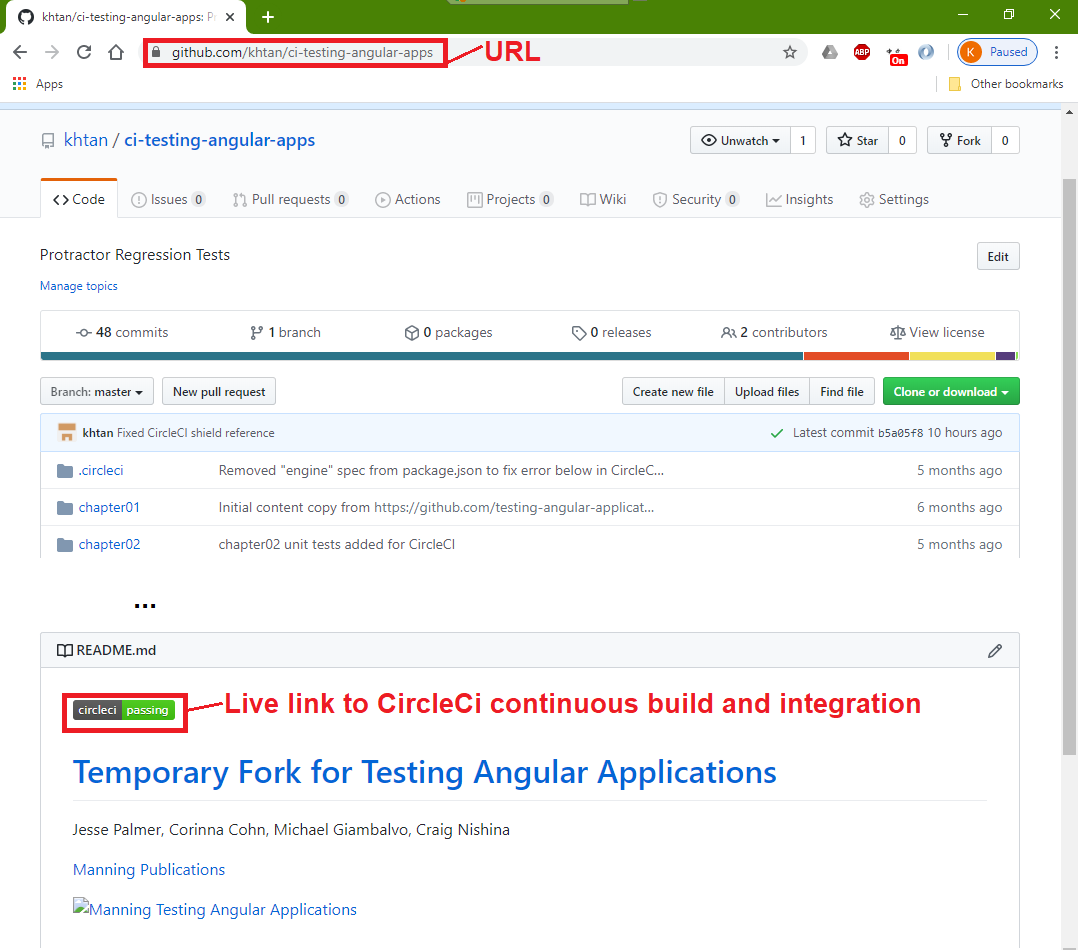 khtan/ci-testing-angular-apps: P
github.com/khtan/ci-testing-angular-apps
URL
ABP
On
K Paused
Apps
Other bookmarks
khtan / ci-testing-angular-apps
Unwatch 1 Star 0 Fork 0
Code Issues 0 Pull requests 0 Actions Projects 0 Wiki Security 0 Insights Settings
Protractor Regression Tests
Edit
Manage topics
48 commits 1 branch 0 packages 0 releases 2 contributors View license
Branch: master New pull request Create new file Upload files Find file Clone or download
khtan Fixed CircleCI shield reference Latest commit b5a05f8 10 hours ago
.circleci Removed "engine" spec from package.json to fix error below in CircleC... 5 months ago
chapter01 Initial content copy from https://github.com/testing-angular-applicat... 6 months ago
chapter02 chapter02 unit tests added for CircleCI 5 months ago
...
README.md
circleci passing
Live link to CircleCi continuous build and integration
Temporary Fork for Testing Angular Applications
Jesse Palmer, Corinna Cohn, Michael Giambalvo, Craig Nishina
Manning Publications
Manning Testing Angular Applications